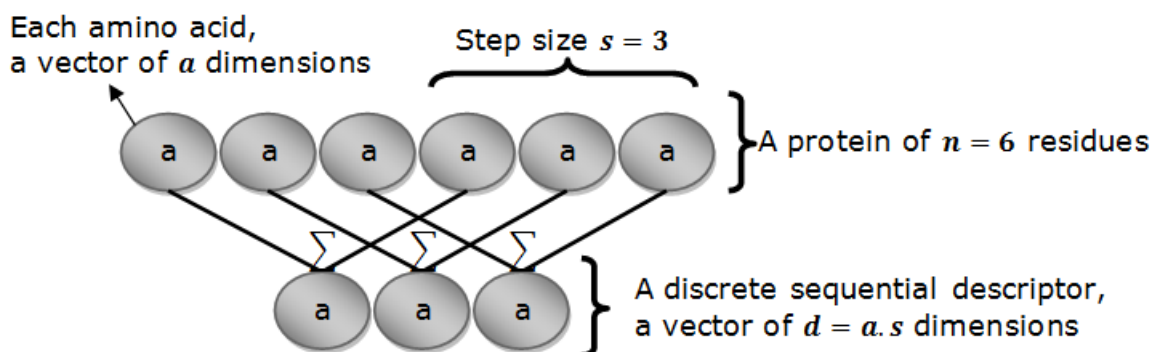 Each amino acid,
a vector of a dimensions
Step size s = 3
a a a a a a
A protein of n = 6 residues
∑ ∑ ∑
a a a
A discrete sequential descriptor,
a vector of d = a. s dimensions